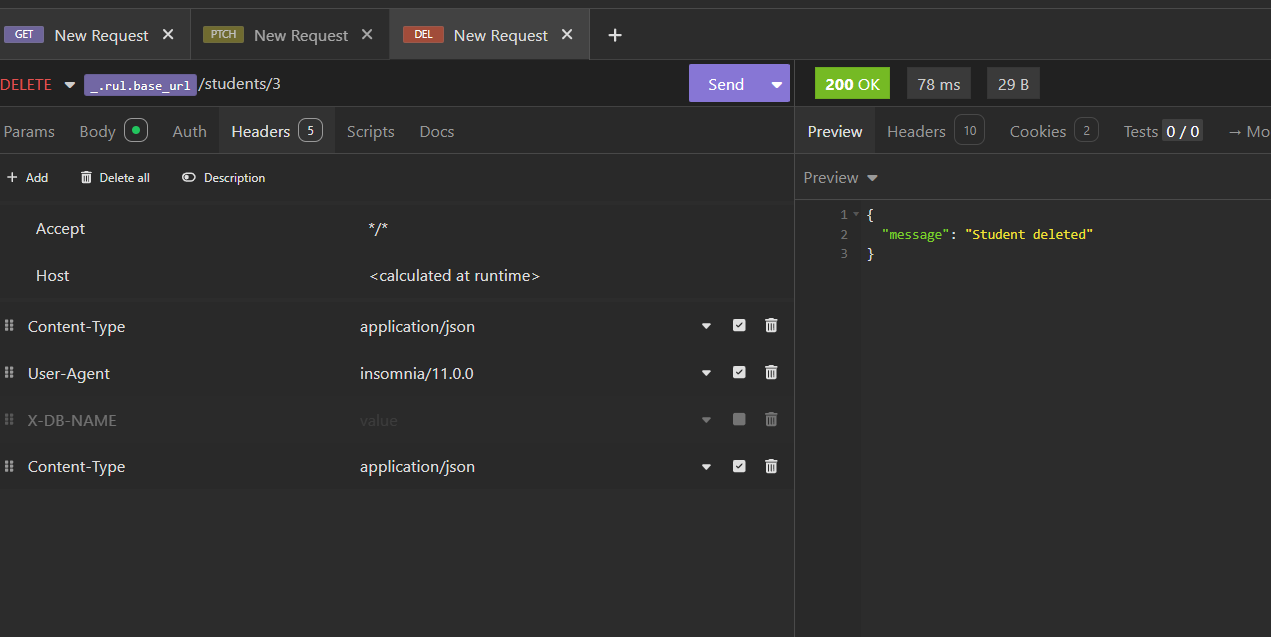 GET New Request PTCH New Request DEL New Request
DELETE _.rul.base_url/students/3 Send 200 OK 78 ms 29 B
Params Body Auth Headers 5 Scripts Docs Preview Headers 10 Cookies 2 Tests 0 / 0 → Mo
Add Delete all Description Preview
Accept */*
Host <calculated at runtime>
Content-Type application/json
User-Agent insomnia/11.0.0
X-DB-NAME value
Content-Type application/json
1 {
2 "message": "Student deleted"
3 }